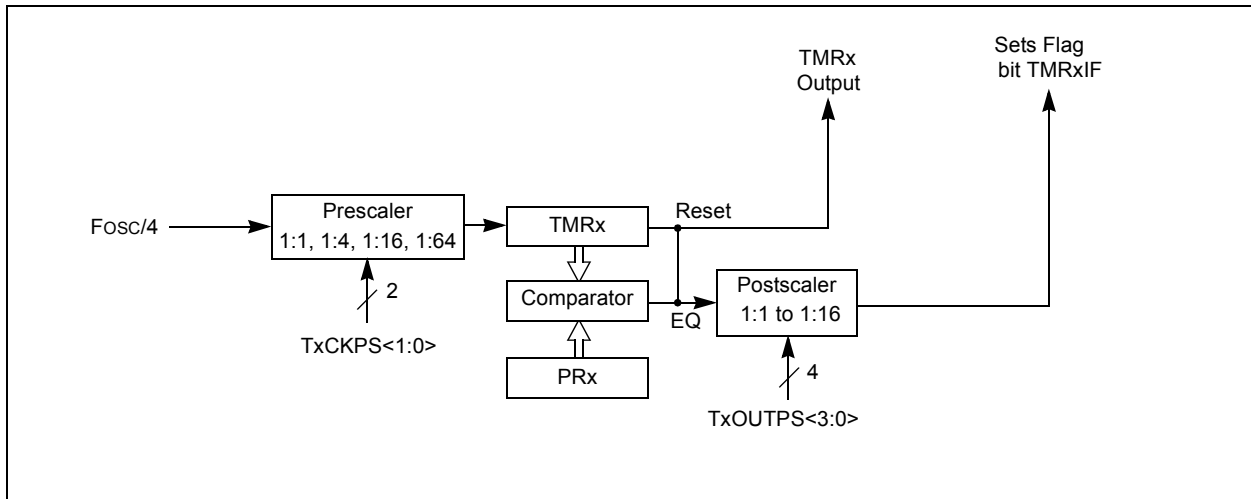 TMRx
Output
Sets Flag
bit TMRxIF
Fosc/4
Prescaler
1:1, 1:4, 1:16, 1:64
2
TxCKPS<1:0>
TMRx
Reset
Comparator
EQ
PRx
Postscaler
1:1 to 1:16
4
TxOUTPS<3:0>